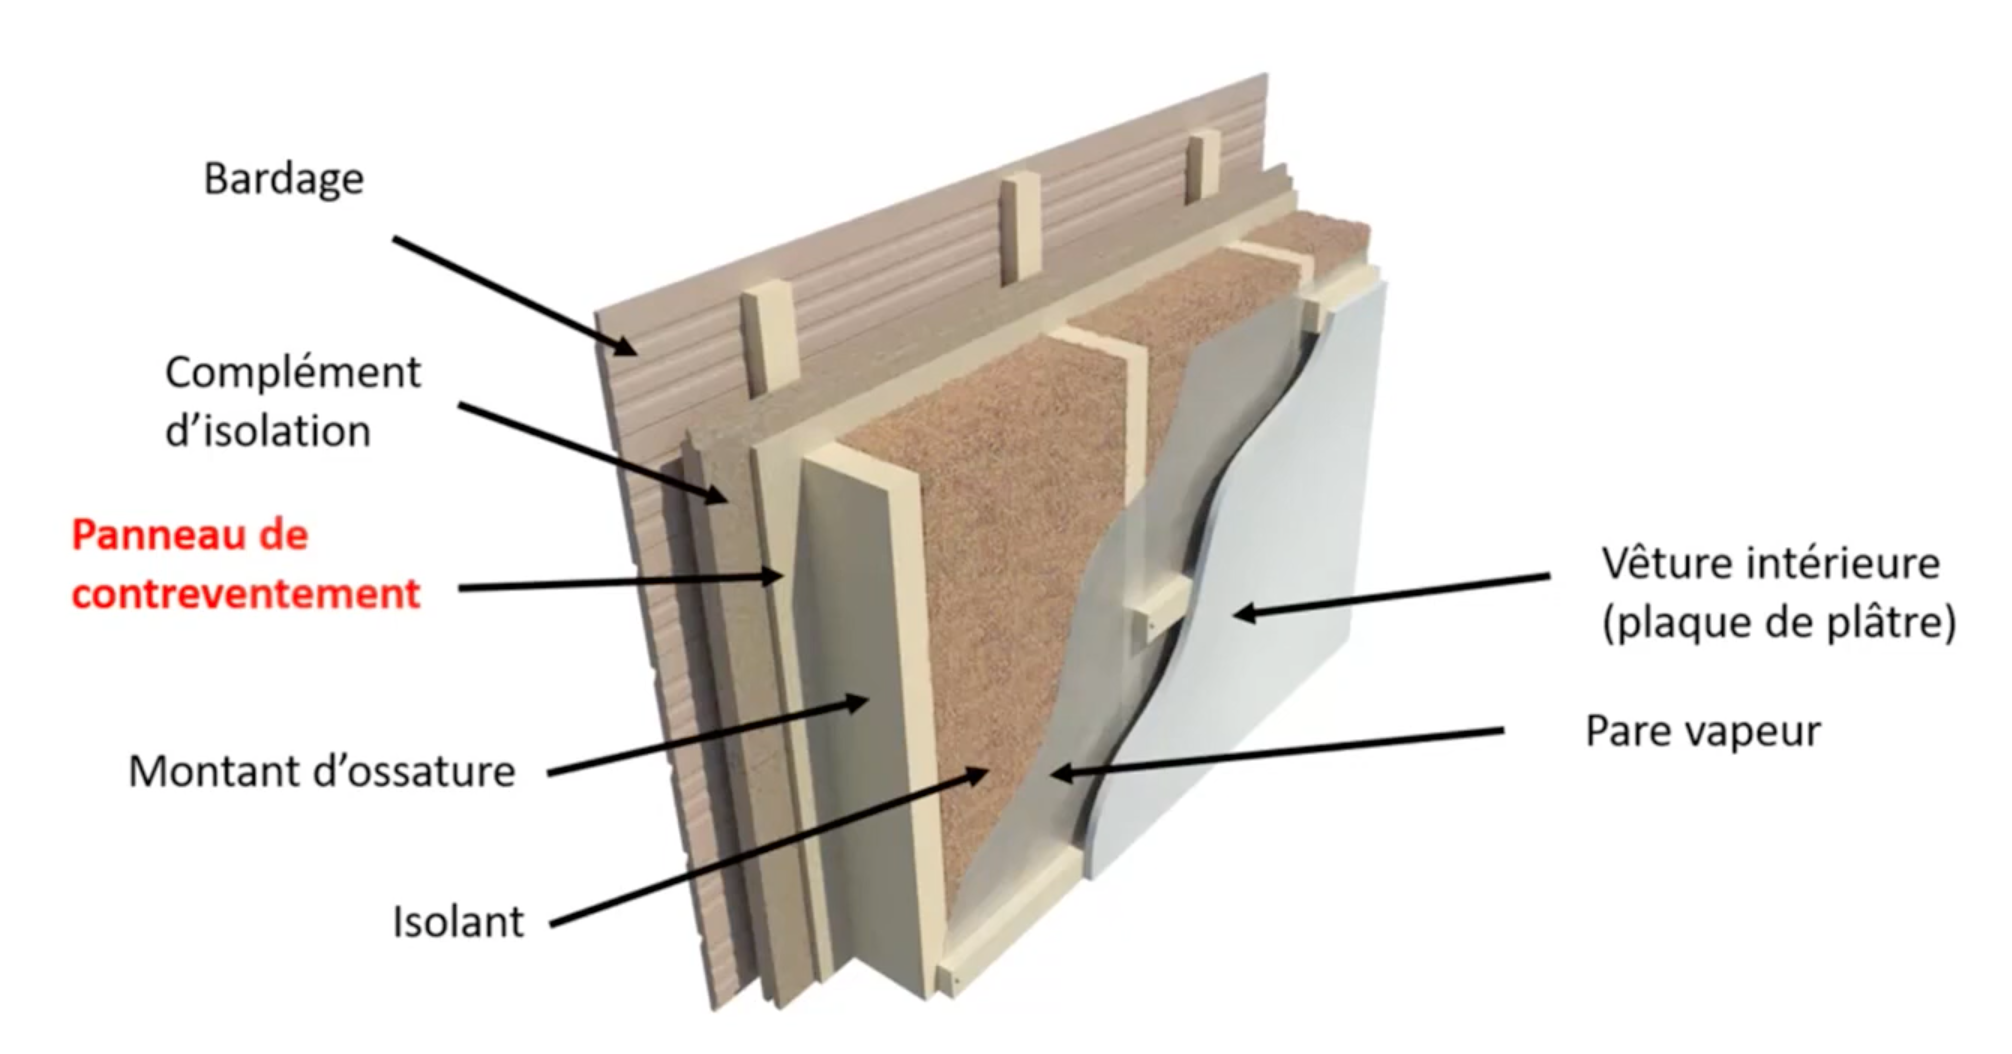 Bardage
Complément
d’isolation
Panneau de
contreventement
Montant d’ossature
Isolant
Vêture intérieure
(plaque de plâtre)
Pare vapeur